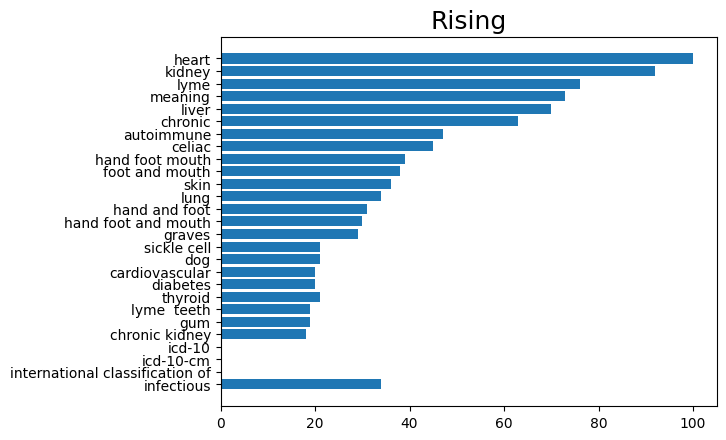 Rising
heart
kidney
lyme
meaning
liver
chronic
autoimmune
celiac
hand foot mouth
foot and mouth
skin
lung
hand and foot
hand foot and mouth
graves
sickle cell
dog
cardiovascular
diabetes
thyroid
lyme  teeth
gum
chronic kidney
icd-10
icd-10-cm
international classification of
infectious
0 20 40 60 80 100